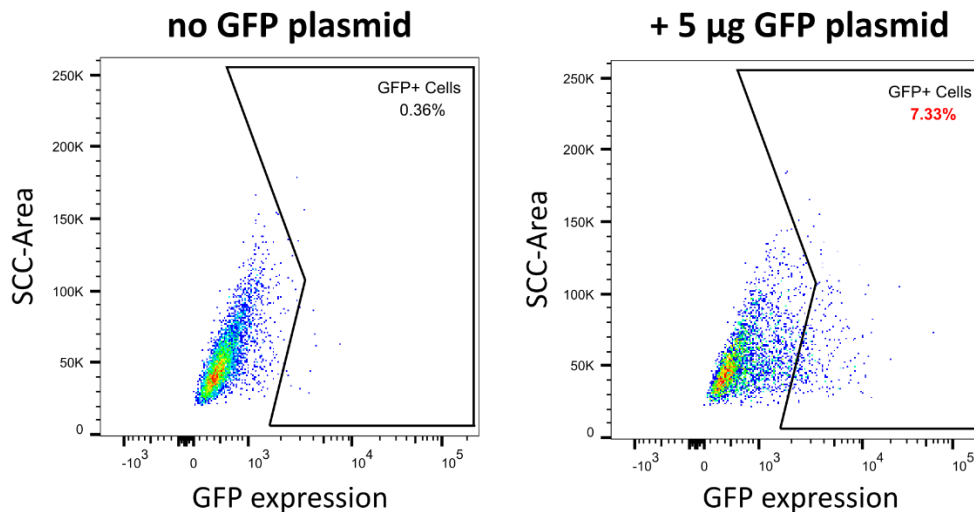 no GFP plasmid
250K
200K
150K
100K
50K
0
SCC-Area
GFP+ Cells
0.36%
-10³
0
10³
10⁴
10⁵
GFP expression
+ 5 µg GFP plasmid
250K
200K
150K
100K
50K
0
SCC-Area
GFP+ Cells
7.33%
-10³
0
10³
10⁴
10⁵
GFP expression